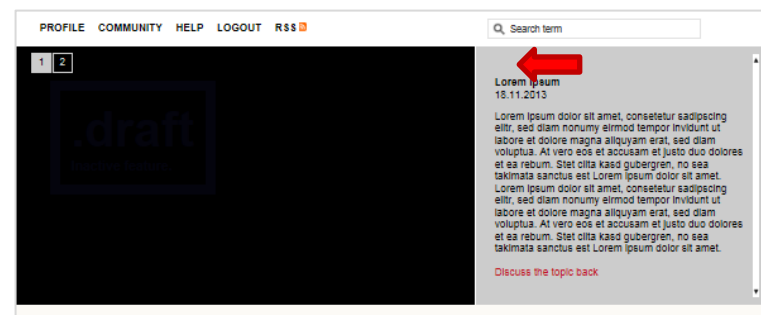 PROFILE COMMUNITY HELP LOGOUT RSS
Search term
1 2
.draft
Lorem Ipsum
18.11.2013
Lorem ipsum dolor sit amet, consetetur sadipscing
elitr, sed diam nonumy eirmod tempor invidunt ut
labore et dolore magna aliquyam erat, sed diam
voluptua. At vero eos et accusam et justo duo dolores
et ea rebum. Stet clita kasd gubergren, no sea
takimata sanctus est Lorem ipsum dolor sit amet.
Lorem ipsum dolor sit amet, consetetur sadipscing
elitr, sed diam nonumy eirmod tempor invidunt ut
labore et dolore magna aliquyam erat, sed diam
voluptua. At vero eos et accusam et justo duo dolores
et ea rebum. Stet clita kasd gubergren, no sea
takimata sanctus est Lorem ipsum dolor sit amet.
Discuss the topic back